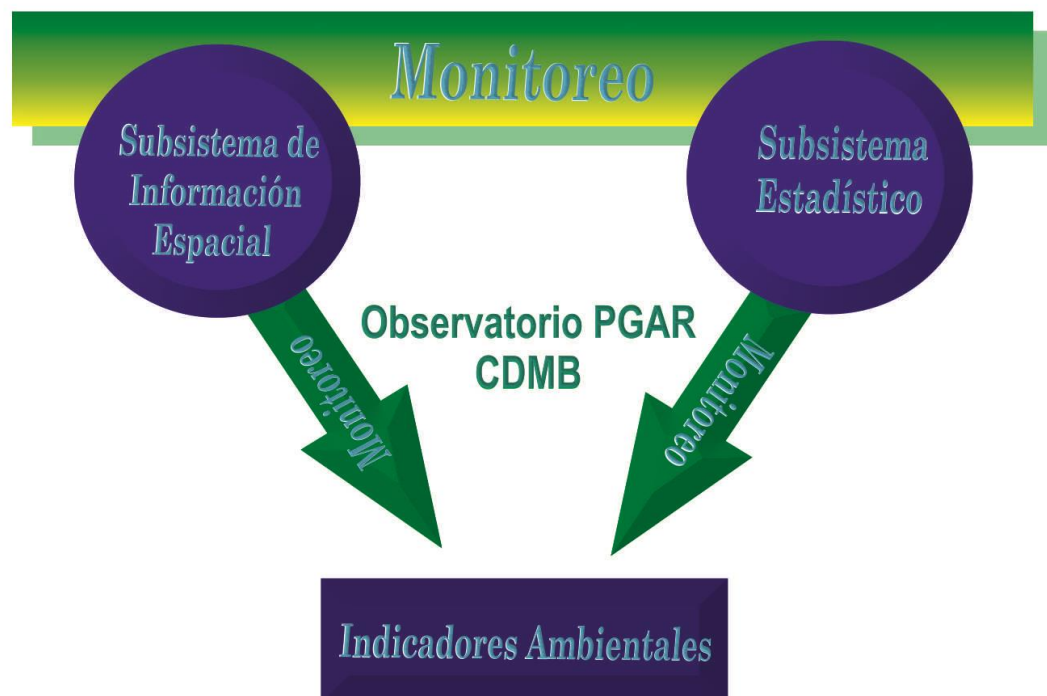 Monitoreo
Subsistema de
Información
Espacial
Subsistema
Estadístico
Observatorio PGAR
CDMB
Monitoreo
Monitoreo
Indicadores Ambientales